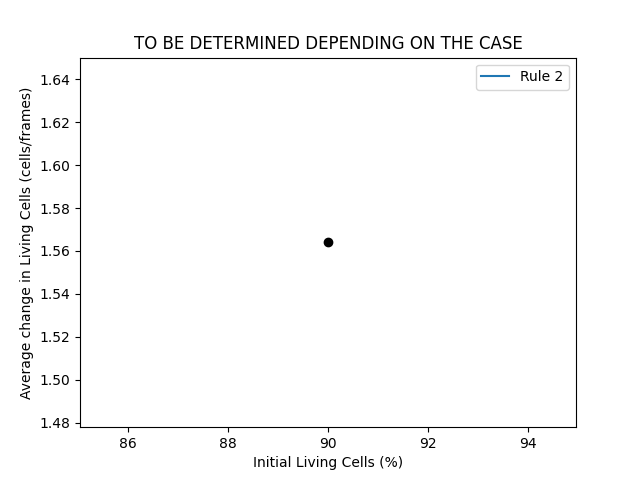 TO BE DETERMINED DEPENDING ON THE CASE
Rule 2
Average change in Living Cells (cells/frames)
1.64
1.62
1.60
1.58
1.56
1.54
1.52
1.50
1.48
86 88 90 92 94
Initial Living Cells (%)